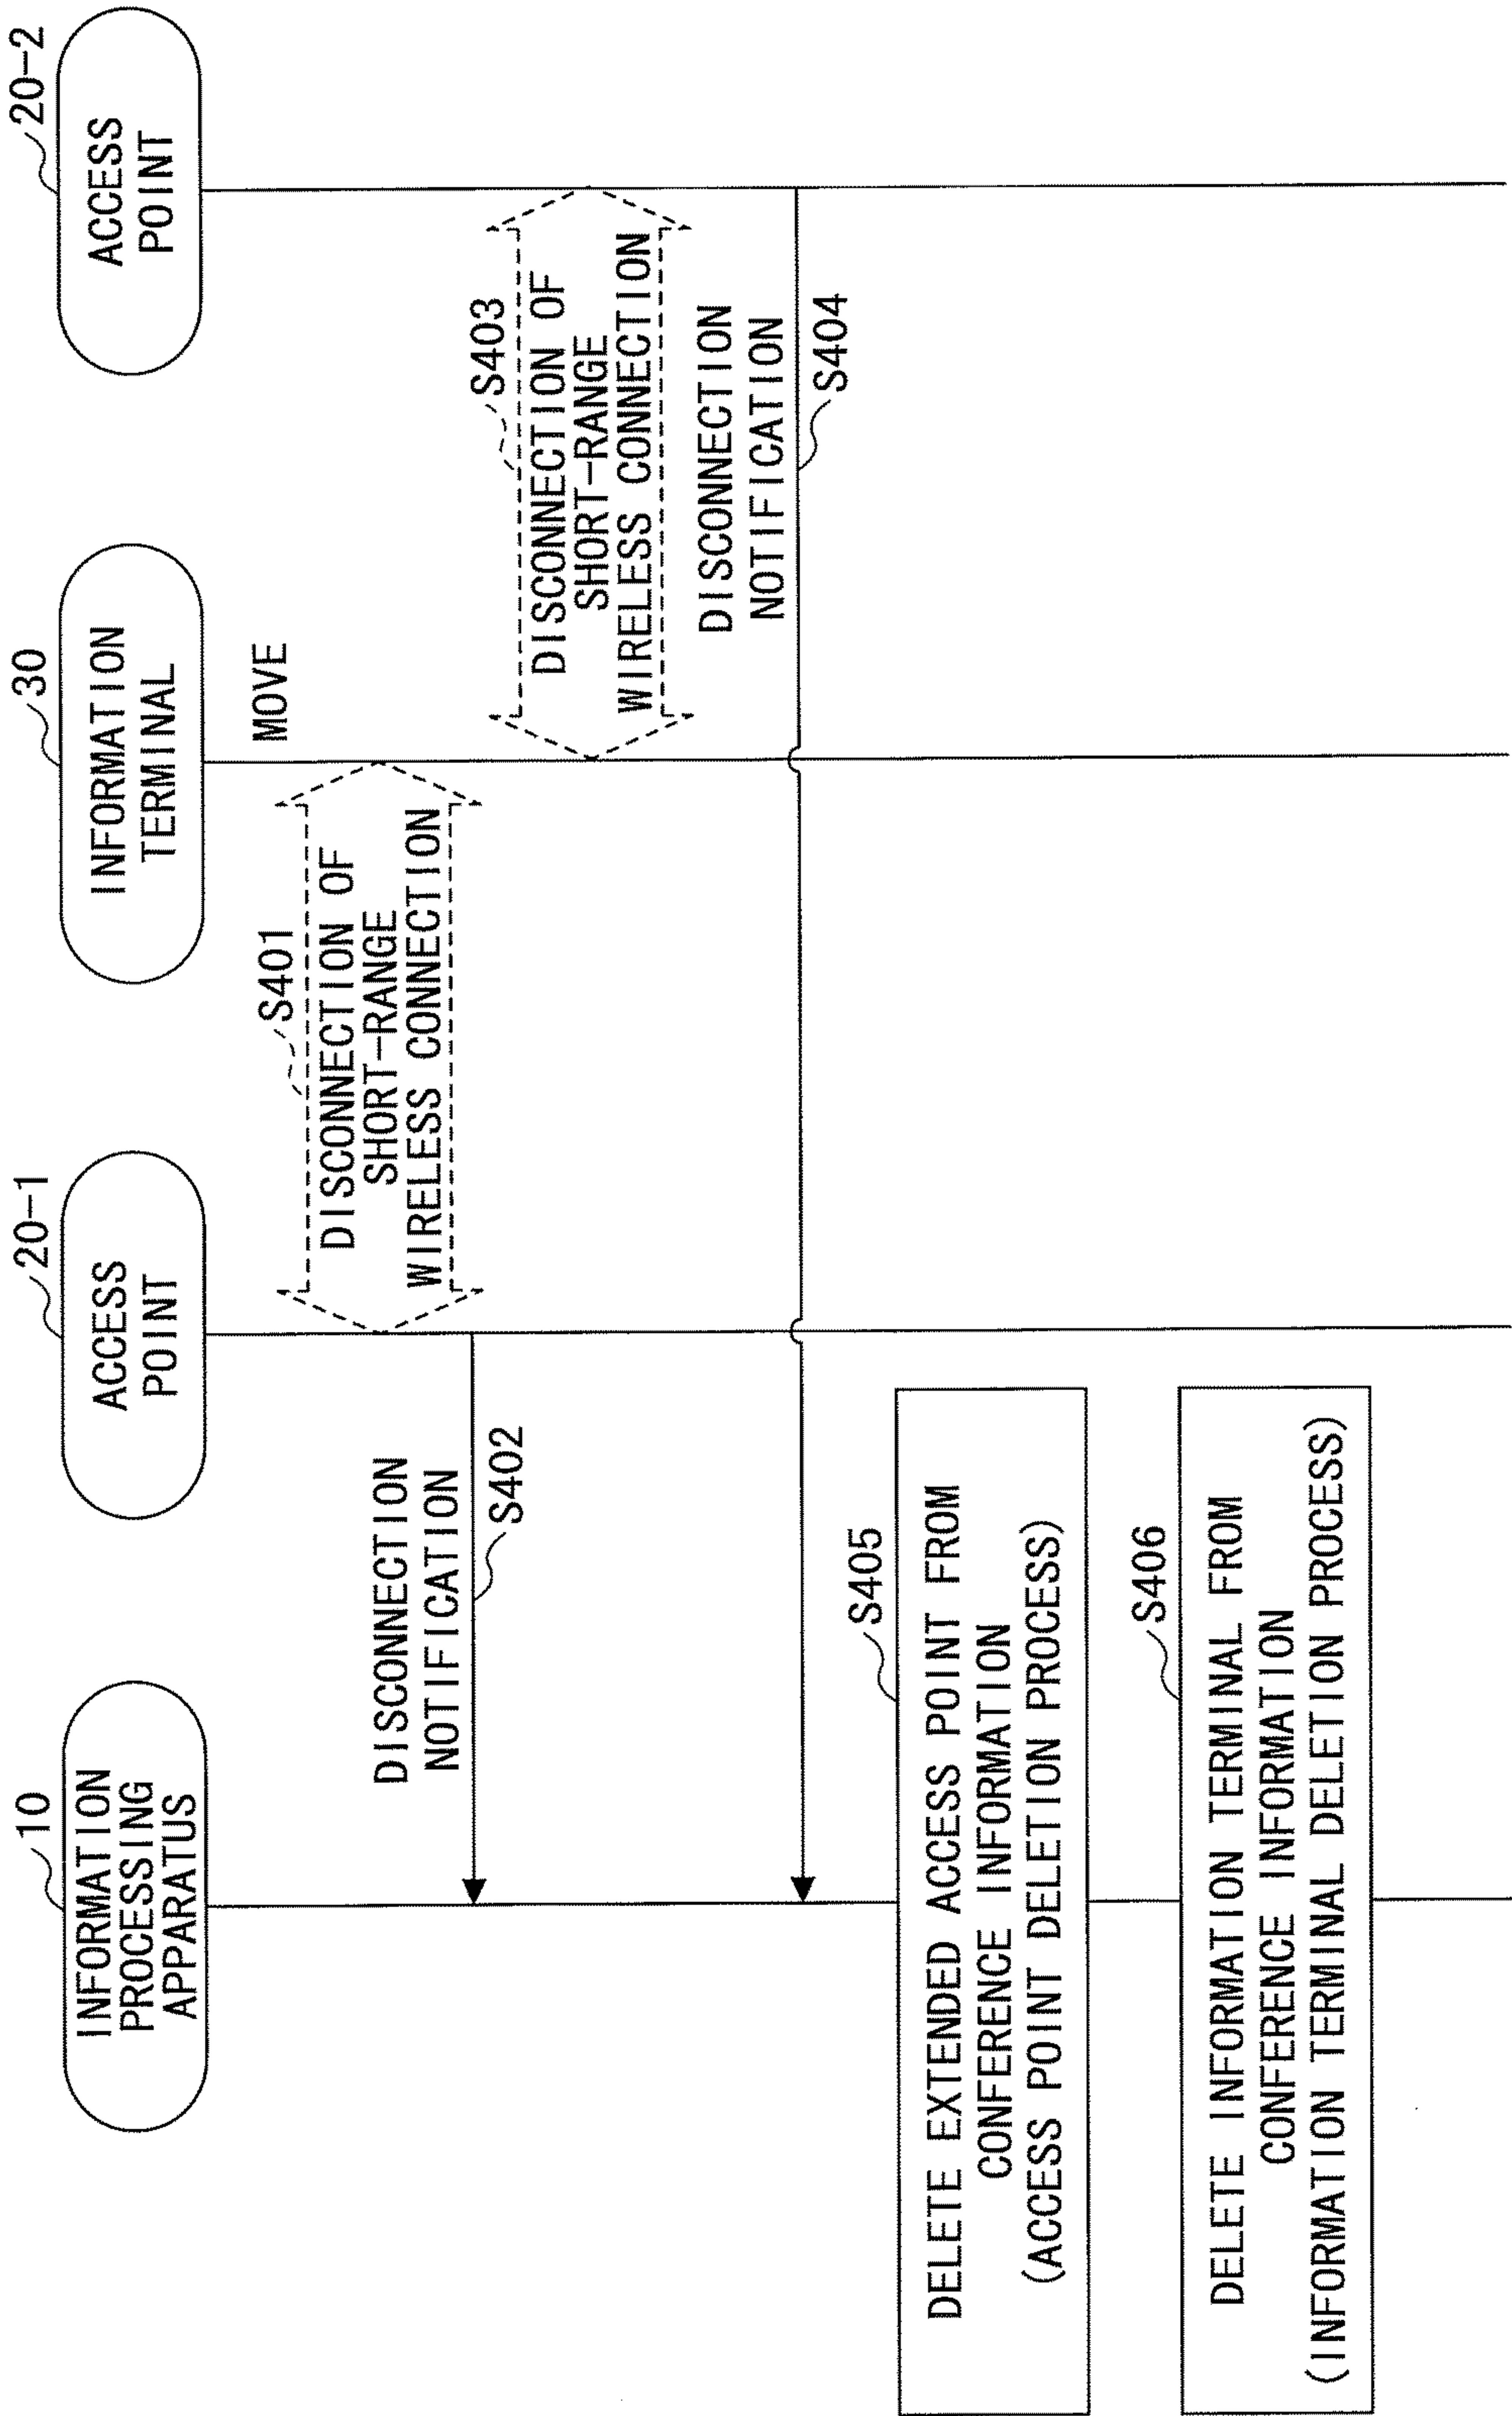 10
INFORMATION
PROCESSING
APPARATUS
20-1
ACCESS
POINT
30
INFORMATION
TERMINAL
20-2
ACCESS
POINT
MOVE
S401
DISCONNECTION OF
SHORT-RANGE
WIRELESS CONNECTION
DISCONNECTION
NOTIFICATION
S402
S403
DISCONNECTION OF
SHORT-RANGE
WIRELESS CONNECTION
DISCONNECTION
NOTIFICATION
S404
S405
DELETE EXTENDED ACCESS POINT FROM
CONFERENCE INFORMATION
(ACCESS POINT DELETION PROCESS)
S406
DELETE INFORMATION TERMINAL FROM
CONFERENCE INFORMATION
(INFORMATION TERMINAL DELETION PROCESS)